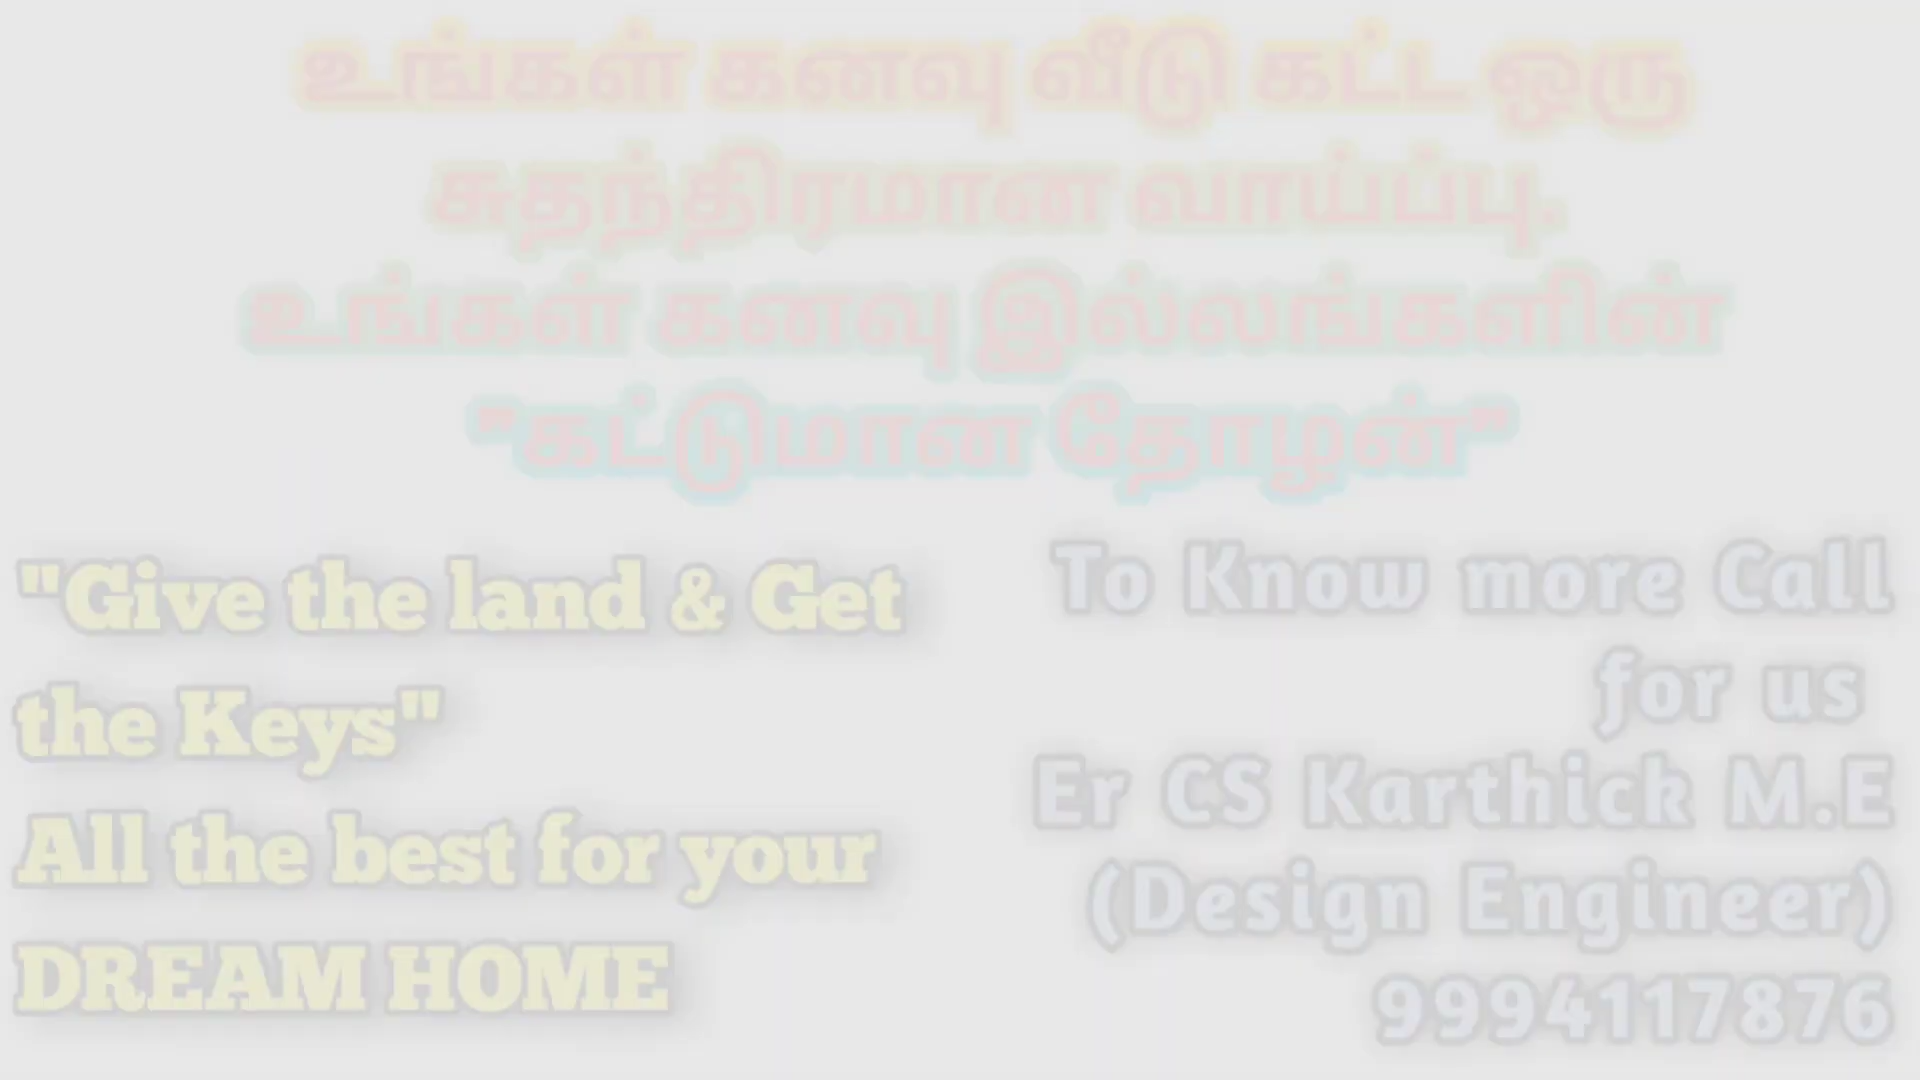 உங்கள் கனவு வீடு கட்ட ஒரு
சுதந்திரமான வாய்ப்பு.
உங்கள் கனவு இல்லங்களின்
"கட்டுமான தோழன்"
"Give the land & Get
the Keys"
All the best for your
DREAM HOME
To Know more Call
for us
Er CS Karthick M.E
(Design Engineer)
9994117876